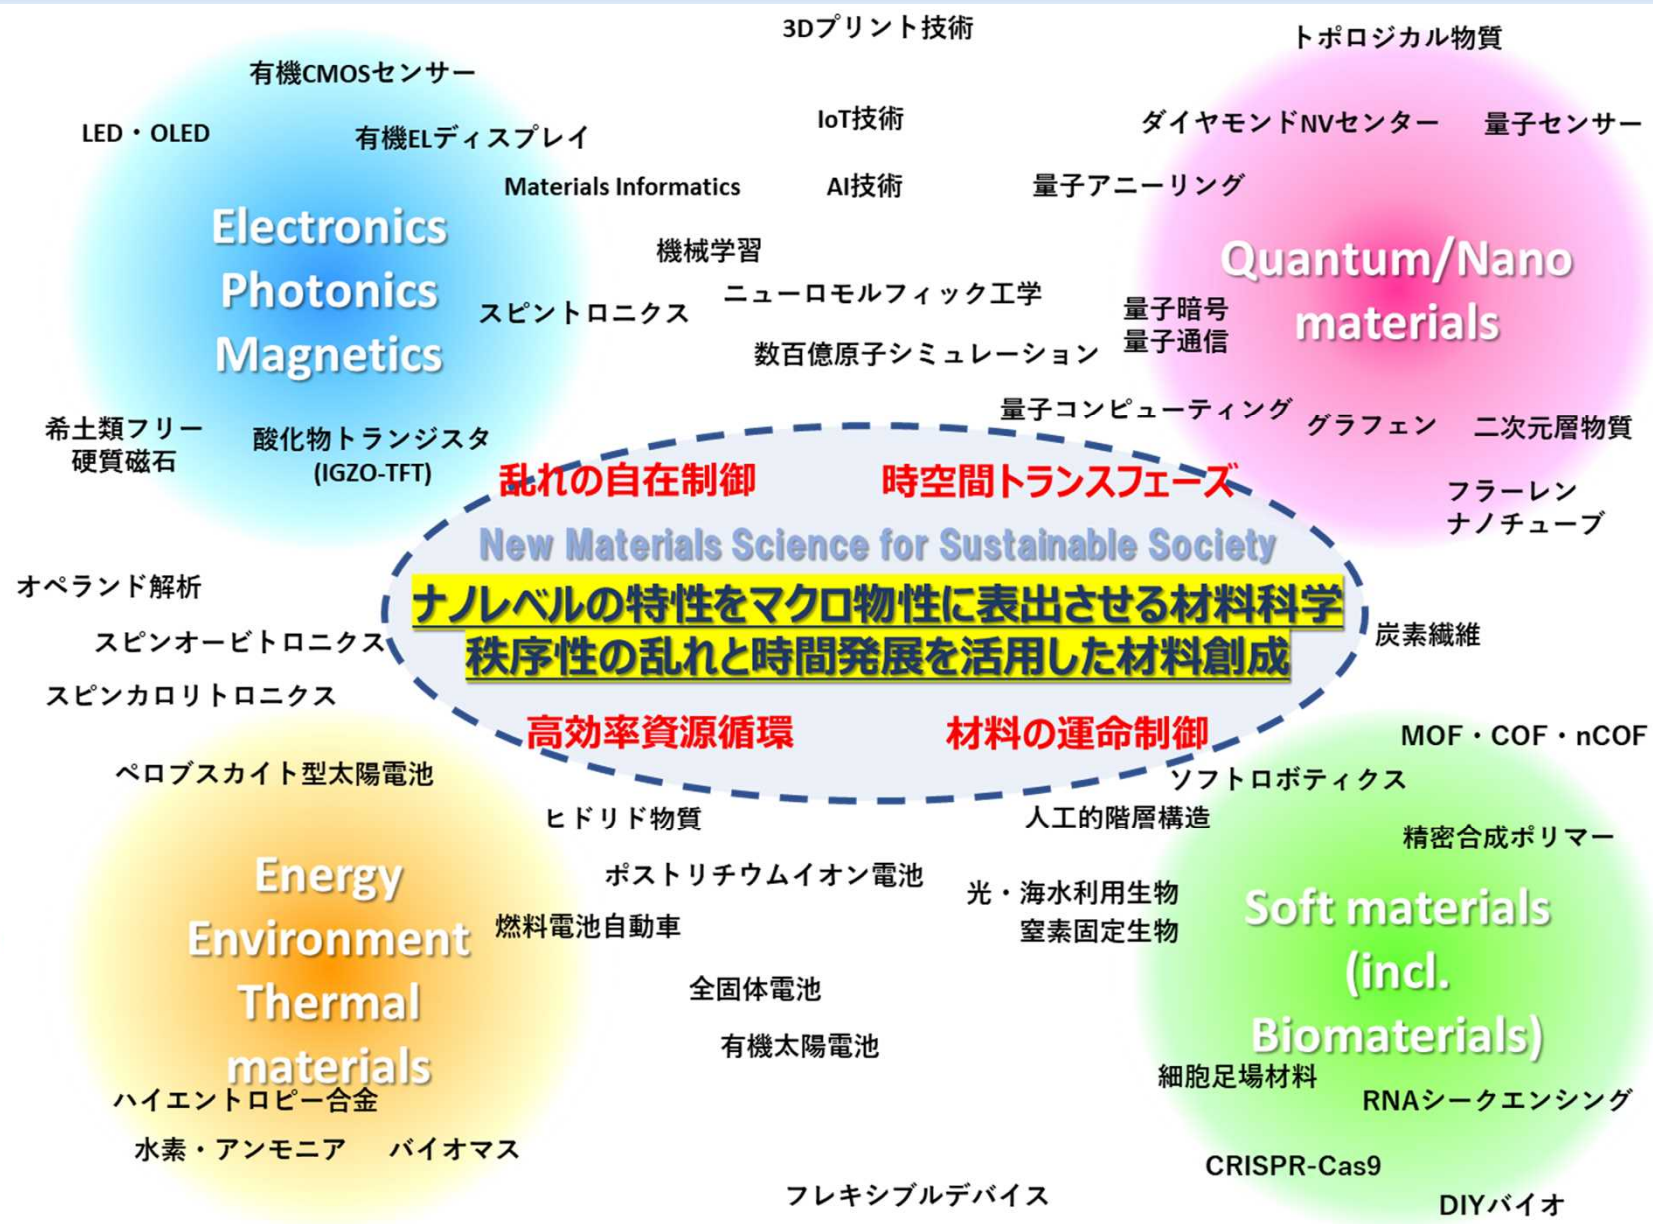 3Dプリント技術
トポロジカル物質
有機CMOSセンサー
IoT技術
ダイヤモンドNVセンター
量子センサー
LED・OLED
有機ELディスプレイ
Materials Informatics
AI技術
量子アニーリング
Electronics
Photonics
Magnetics
機械学習
Quantum/Nano
materials
スピントロニクス
ニューロモルフィック工学
量子暗号
量子通信
数百億原子シミュレーション
量子コンピューティング
グラフェン
二次元層物質
希土類フリー
硬質磁石
酸化物トランジスタ
(IGZO-TFT)
フラーレン
ナノチューブ
乱れの自在制御
時空間トランスフェーズ
New Materials Science for Sustainable Society
ナノレベルの特性をマクロ物性に表出させる材料科学
秩序性の乱れと時間発展を活用した材料創成
高効率資源循環
材料の運命制御
オペランド解析
スピンオービトロニクス
スピンカロリトロニクス
炭素繊維
MOF・COF・nCOF
ペロブスカイト型太陽電池
ソフトロボティクス
ヒドリド物質
人工的階層構造
精密合成ポリマー
Energy
Environment
Thermal
materials
ポストリチウムイオン電池
光・海水利用生物
窒素固定生物
燃料電池自動車
Soft materials
(incl.
Biomaterials)
全固体電池
有機太陽電池
細胞足場材料
RNAシークエンシング
ハイエントロピー合金
水素・アンモニア
バイオマス
CRISPR-Cas9
フレキシブルデバイス
DIYバイオ